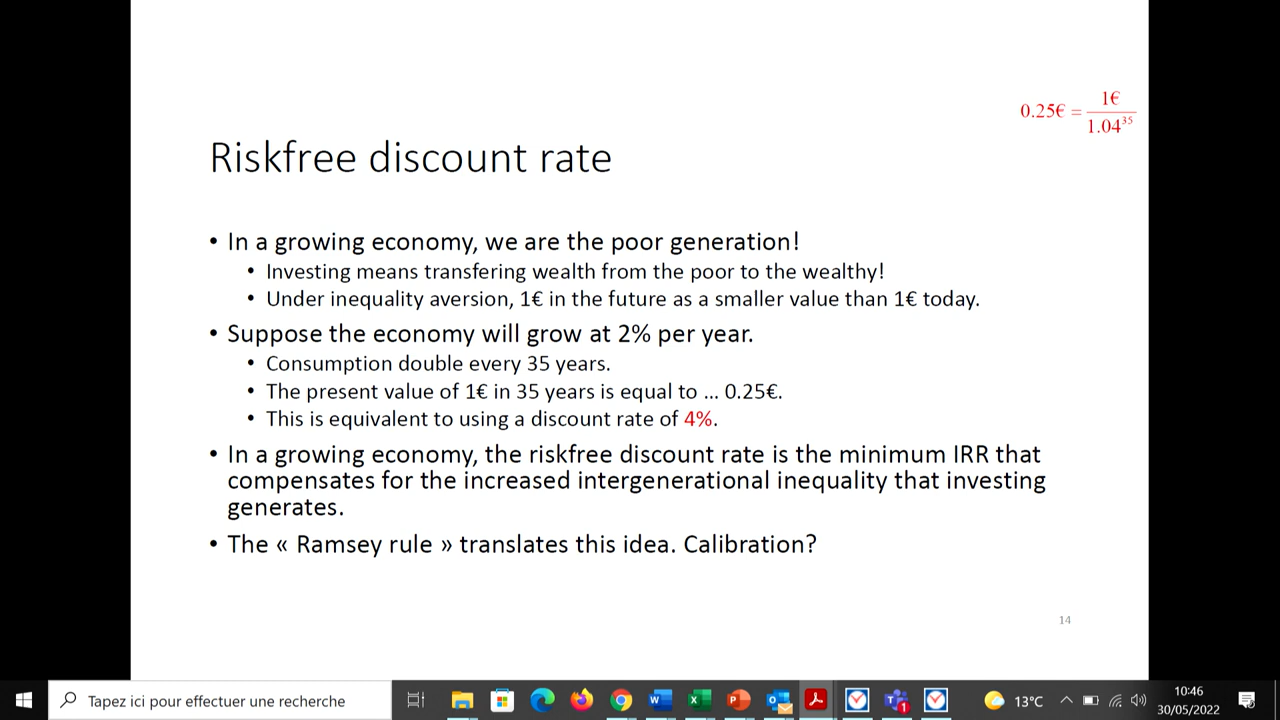 0.25€ = 1€ / 1.04^35
Riskfree discount rate
• In a growing economy, we are the poor generation!
• Investing means transfering wealth from the poor to the wealthy!
• Under inequality aversion, 1€ in the future as a smaller value than 1€ today.
• Suppose the economy will grow at 2% per year.
• Consumption double every 35 years.
• The present value of 1€ in 35 years is equal to … 0.25€.
• This is equivalent to using a discount rate of 4%.
• In a growing economy, the riskfree discount rate is the minimum IRR that
compensates for the increased intergenerational inequality that investing
generates.
• The « Ramsey rule » translates this idea. Calibration?
14
Tapez ici pour effectuer une recherche
13°C
10:46
30/05/2022